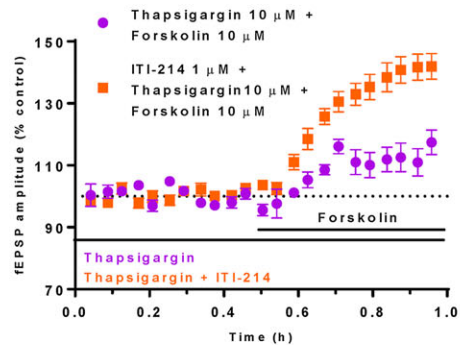 Thapsigargin 10 µM +
Forskolin 10 µM
ITI-214 1 µM +
Thapsigargin 10 µM +
Forskolin 10 µM
fEPSP amplitude (% control)
150
130
110
90
70
Forskolin
Thapsigargin
Thapsigargin + ITI-214
0.0 0.2 0.4 0.6 0.8 1.0
Time (h)